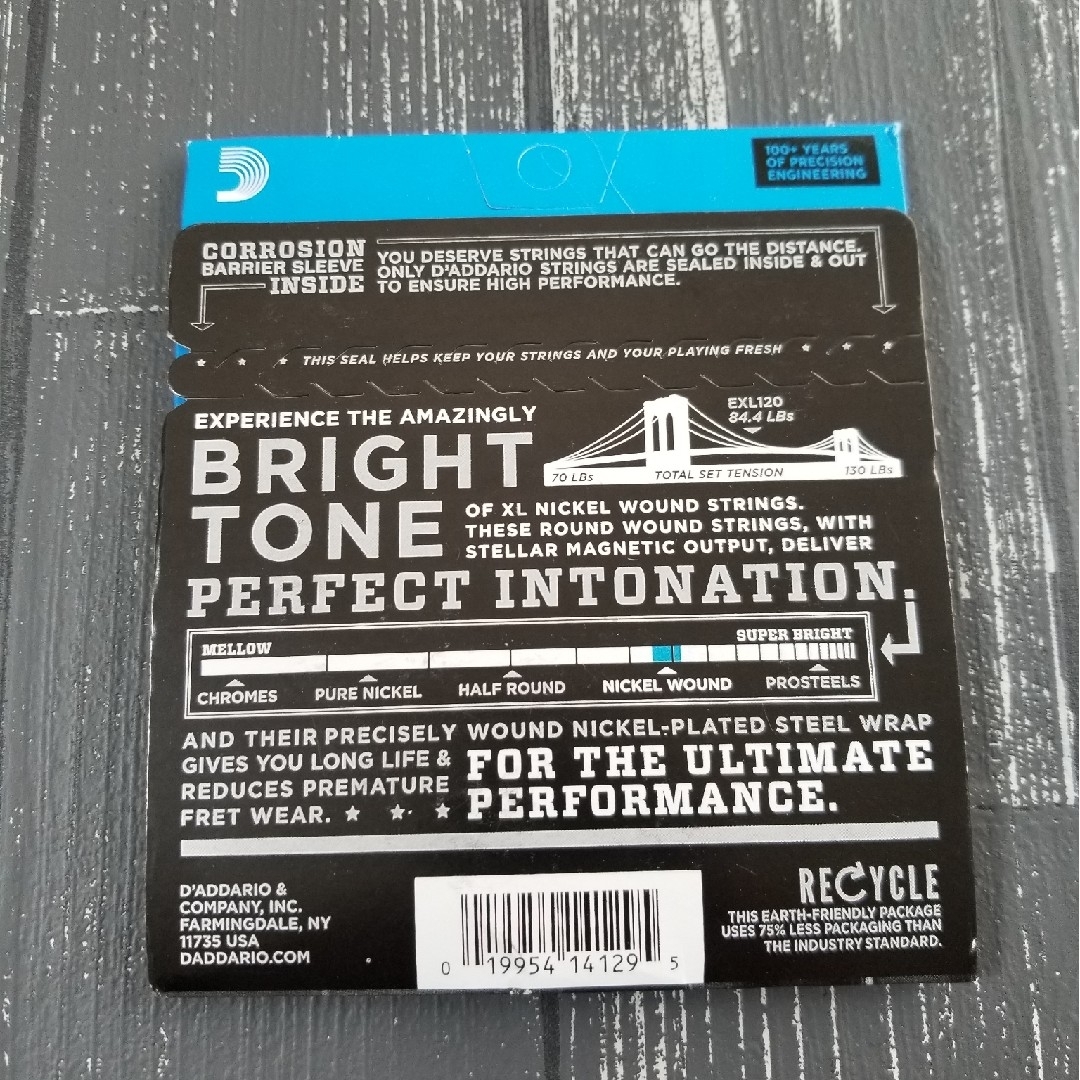 100+ YEARS
OF PRECISION
ENGINEERING
CORROSION
BARRIER SLEEVE
INSIDE
YOU DESERVE STRINGS THAT CAN GO THE DISTANCE.
ONLY D'ADDARIO STRINGS ARE SEALED INSIDE & OUT
TO ENSURE HIGH PERFORMANCE.
THIS SEAL HELPS KEEP YOUR STRINGS AND YOUR PLAYING FRESH
EXPERIENCE THE AMAZINGLY
BRIGHT
TONE
EXL120
84.4 LBs
70 LBs
TOTAL SET TENSION
130 LBs
OF XL NICKEL WOUND STRINGS.
THESE ROUND WOUND STRINGS, WITH
STELLAR MAGNETIC OUTPUT, DELIVER
PERFECT INTONATION.
MELLOW
SUPER BRIGHT
CHROMES
PURE NICKEL
HALF ROUND
NICKEL WOUND
PROSTEELS
AND THEIR PRECISELY WOUND NICKEL-PLATED STEEL WRAP
GIVES YOU LONG LIFE &
REDUCES PREMATURE
FRET WEAR.
FOR THE ULTIMATE
PERFORMANCE.
D'ADDARIO &
COMPANY, INC.
FARMINGDALE, NY
11735 USA
DADDARIO.COM
0 19954 14129 5
RECYCLE
THIS EARTH-FRIENDLY PACKAGE
USES 75% LESS PACKAGING THAN
THE INDUSTRY STANDARD.